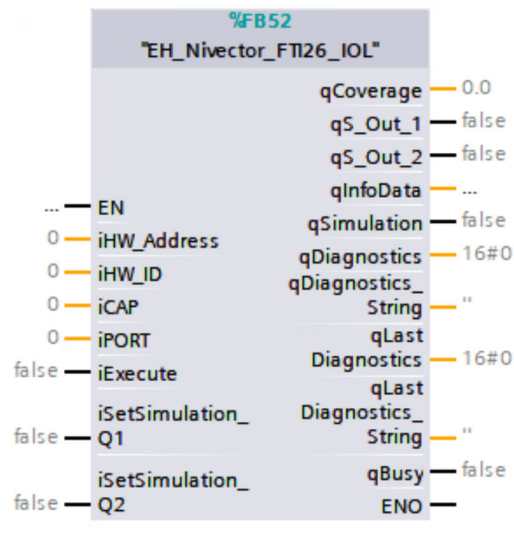 %FB52
"EH_Nivector_FTI26_IOL"
qCoverage 0.0
qS_Out_1 false
qS_Out_2 false
qInfoData ...
... EN
qSimulation false
0 iHW_Address
qDiagnostics 16#0
0 iHW_ID
qDiagnostics_
String ''
0 iCAP
0 iPORT
qLast
Diagnostics 16#0
false iExecute
qLast
Diagnostics_
String ''
iSetSimulation_
false Q1
qBusy false
iSetSimulation_
false Q2
ENO